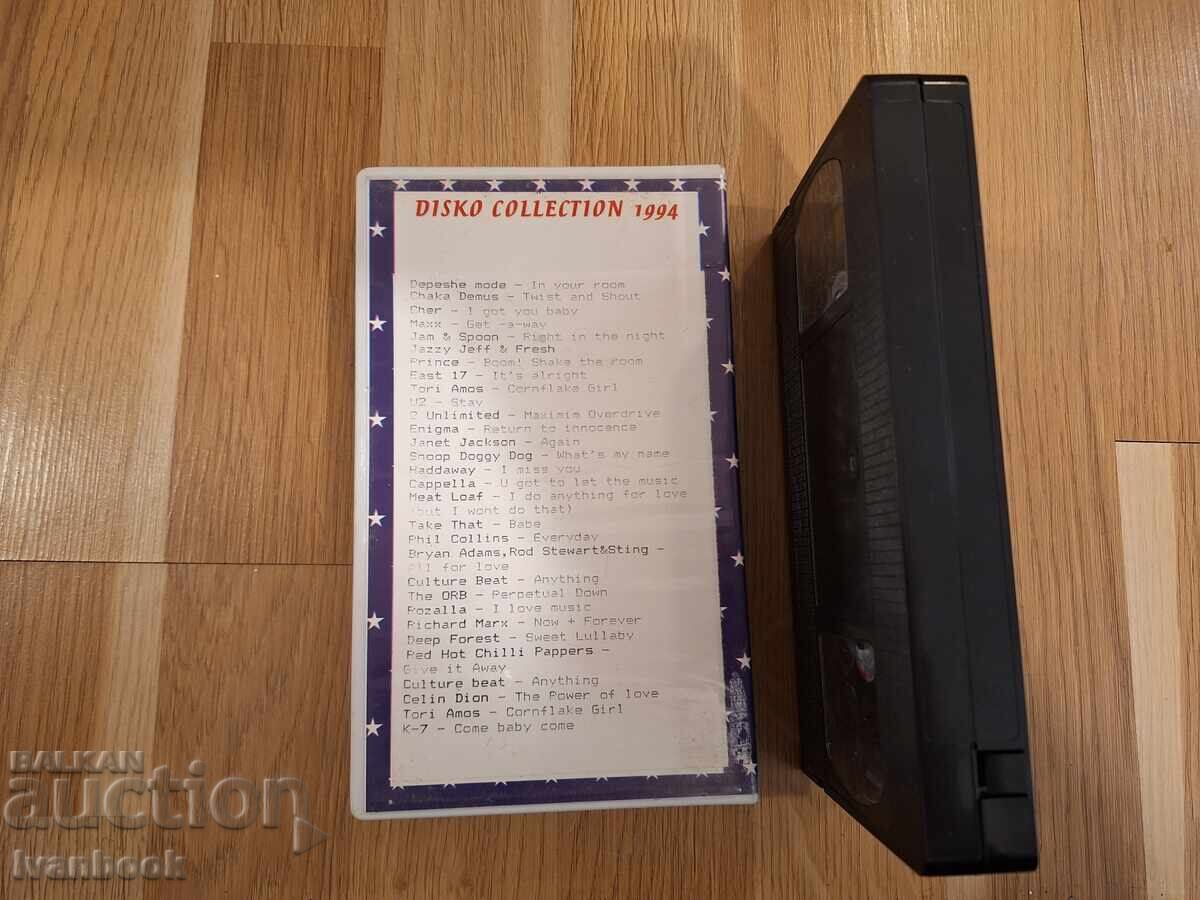 DISKO COLLECTION 1994
Depeshe mode - In your room
Chaka Demus - Twist and Shout
Cher - I got you baby
Maxx - Get -a-way
Jam & Spoon - Right in the night
Jazzy Jeff & Fresh
Prince - Boom! Shake the room
East 17 - It's alright
Tori Amos - Cornflake Girl
U2 - Stay
2 Unlimited - Maximim Overdrive
Enigma - Return to innocence
Janet Jackson - Again
Snoop Doggy Dog - What's my name
Haddaway - I miss you
Cappella - U got to let the music
Meat Loaf - I do anything for love
(but I wont do that)
Take That - Babe
Phil Collins - Everyday
Bryan Adams,Rod Stewart&Sting -
All for love
Culture Beat - Anything
The ORB - Perpetual Down
Rozalla - I love music
Richard Marx - Now + Forever
Deep Forest - Sweet Lullaby
Red Hot Chilli Pappers -
Give it Away
Culture beat - Anything
Celin Dion - The Power of love
Tori Amos - Cornflake Girl
K-7 - Come baby come
BALKAN
auction
Ivanbook